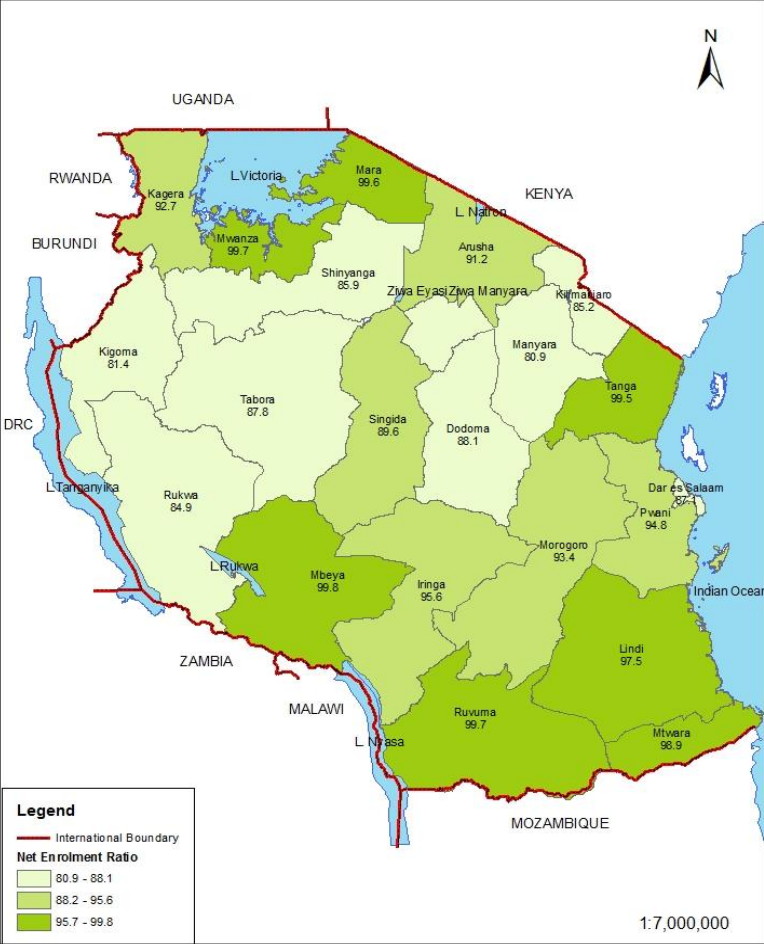 N
UGANDA
RWANDA
BURUNDI
KENYA
DRC
ZAMBIA
MALAWI
MOZAMBIQUE
L.Victoria
Mara
99.6
Kagera
92.7
Mwanza
99.7
L. Natron
Arusha
91.2
Shinyanga
85.9
Ziwa Eyasi
Ziwa Manyara
Kilimanjaro
85.2
Kigoma
81.4
Manyara
80.9
Tabora
87.8
Tanga
99.5
Singida
89.6
Dodoma
88.1
L.Tanganyika
Rukwa
84.9
Dar es Salaam
87.1
Pwani
94.8
Morogoro
93.4
L.Rukwa
Mbeya
99.8
Iringa
95.6
Indian Ocean
Lindi
97.5
Ruvuma
99.7
L. Nyasa
Mtwara
98.9
Legend
International Boundary
Net Enrolment Ratio
80.9 - 88.1
88.2 - 95.6
95.7 - 99.8
1:7,000,000